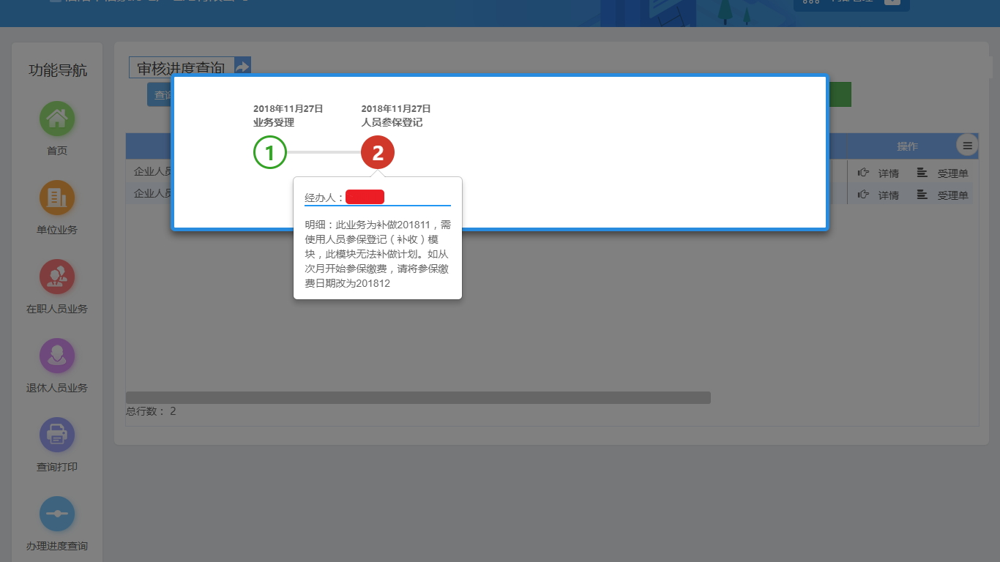 功能导航
首页
单位业务
在职人员业务
退休人员业务
查询打印
办理进度查询
审核进度查询
查询
操作
企业人员
详情 受理单
企业人员
详情 受理单
总行数： 2
2018年11月27日
业务受理
1
2018年11月27日
人员参保登记
2
经办人：
明细：此业务为补做201811，需
使用人员参保登记（补收）模
块，此模块无法补做计划。如从
次月开始参保缴费，请将参保缴
费日期改为201812